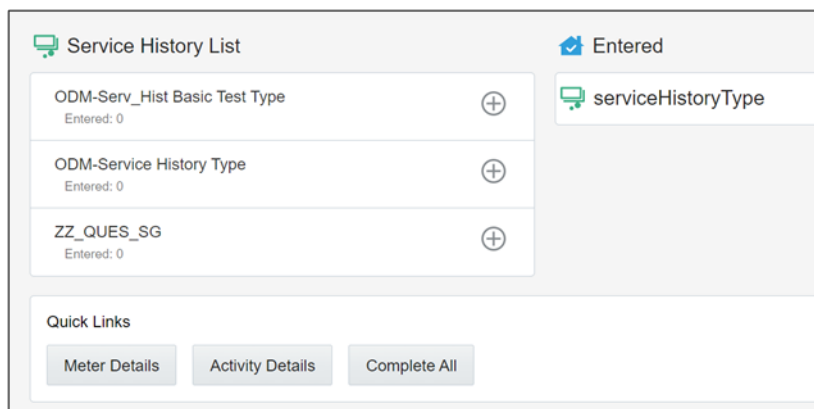 Service History List
ODM-Serv_Hist Basic Test Type
Entered: 0
ODM-Service History Type
Entered: 0
ZZ_QUES_SG
Entered: 0
Entered
serviceHistoryType
Quick Links
Meter Details
Activity Details
Complete All